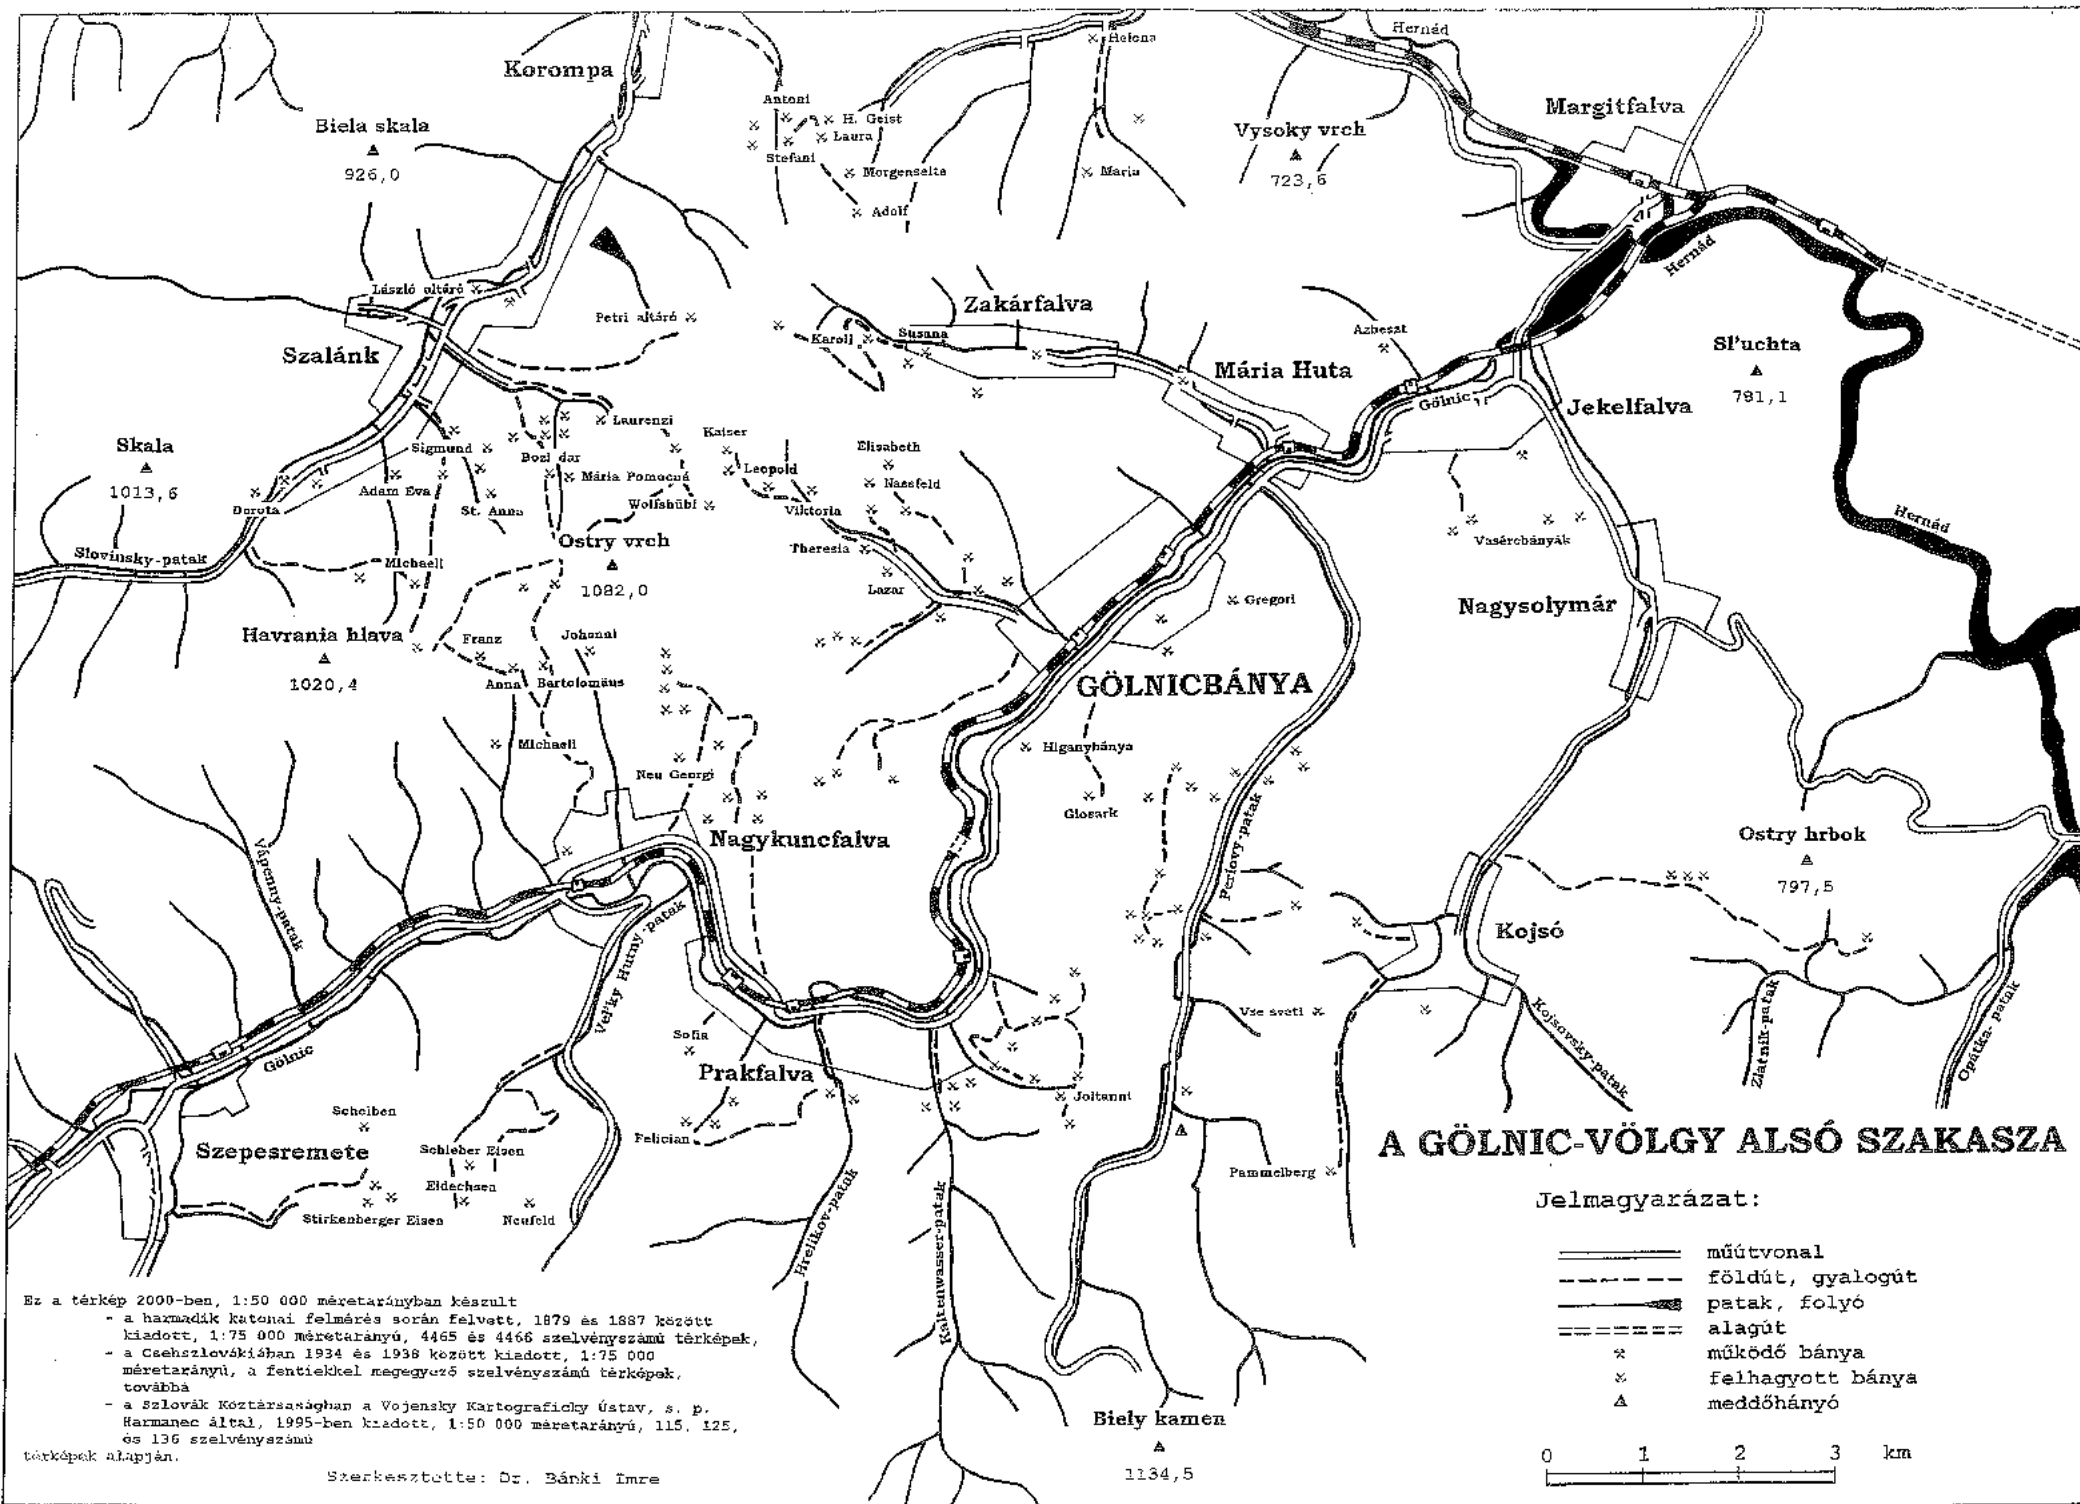 Hernád
Helena
Korompa
Antoni
H. Geist
Laura
Stefani
Morgenseite
Maria
Adolf
Biela skala
926,0
Vysoky vrch
723,6
Margitfalva
Hernád
László altáró
Petri altáró
Szalánk
Zakárfalva
Karoli
Susana
Azbeszt
Mária Huta
Gölnic
Jekelfalva
Sl'uchta
781,1
Skala
1013,6
Laurenzi
Kaiser
Sigmund
Leopold
Elisabeth
Nassfeld
Mária Pomocná
Adam Eva
St. Anna
Viktoria
Dorota
Theresia
Lazar
Vasércbányák
Hernád
Slovinsky-patak
Michaeli
Ostry vrch
1082,0
Gregori
Nagysolymár
Havrania hlava
1020,4
Franz
Johanni
Anna
Bartolomäus
GÖLNICBÁNYA
Michaeli
Neu Georgi
Higanybánya
Glosark
Nagykuncfalva
Ostry hrbok
797,5
Vápenny-patak
Perlovy-patak
Vel'ky Hutny-patak
Kojsó
Vse sveti
Kojsovsky-patak
Zlatnik-patak
Opátka-patak
Gölnic
Sofia
Prakfalva
Joltanni
Scheiben
Felician
Szepesremete
Schieber Eisen
Eidechsen
Neufeld
Stirkenberger Eisen
Pammelberg
Hrelikov-patak
Kaltenwasser-patak
Biely kamen
1134,5
A GÖLNIC-VÖLGY ALSÓ SZAKASZA
Jelmagyarázat:
műútvonal
földút, gyalogút
patak, folyó
alagút
működő bánya
felhagyott bánya
meddőhányó
0 1 2 3 km
Ez a térkép 2000-ben, 1:50 000 méretarányban készült
- a harmadik katonai felmérés során felvett, 1879 és 1887 között
kiadott, 1:75 000 méretarányú, 4465 és 4466 szelvényszámú térképek,
- a Csehszlovákiában 1934 és 1938 között kiadott, 1:75 000
méretarányú, a fentiekkel megegyező szelvényszámú térképek,
továbbá
- a Szlovák Köztársaságban a Vojensky Kartograficky ústav, s. p.
Harmanec által, 1995-ben kiadott, 1:50 000 méretarányú, 115, 125,
és 136 szelvényszámú
térképek alapján.
Szerkesztette: Dr. Bánki Imre